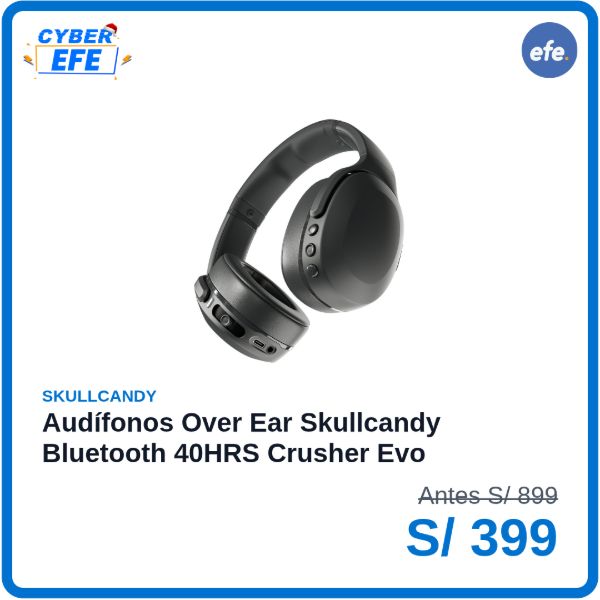 CYBER
EFE
efe.
SKULLCANDY
Audífonos Over Ear Skullcandy
Bluetooth 40HRS Crusher Evo
Antes S/ 899
S/ 399